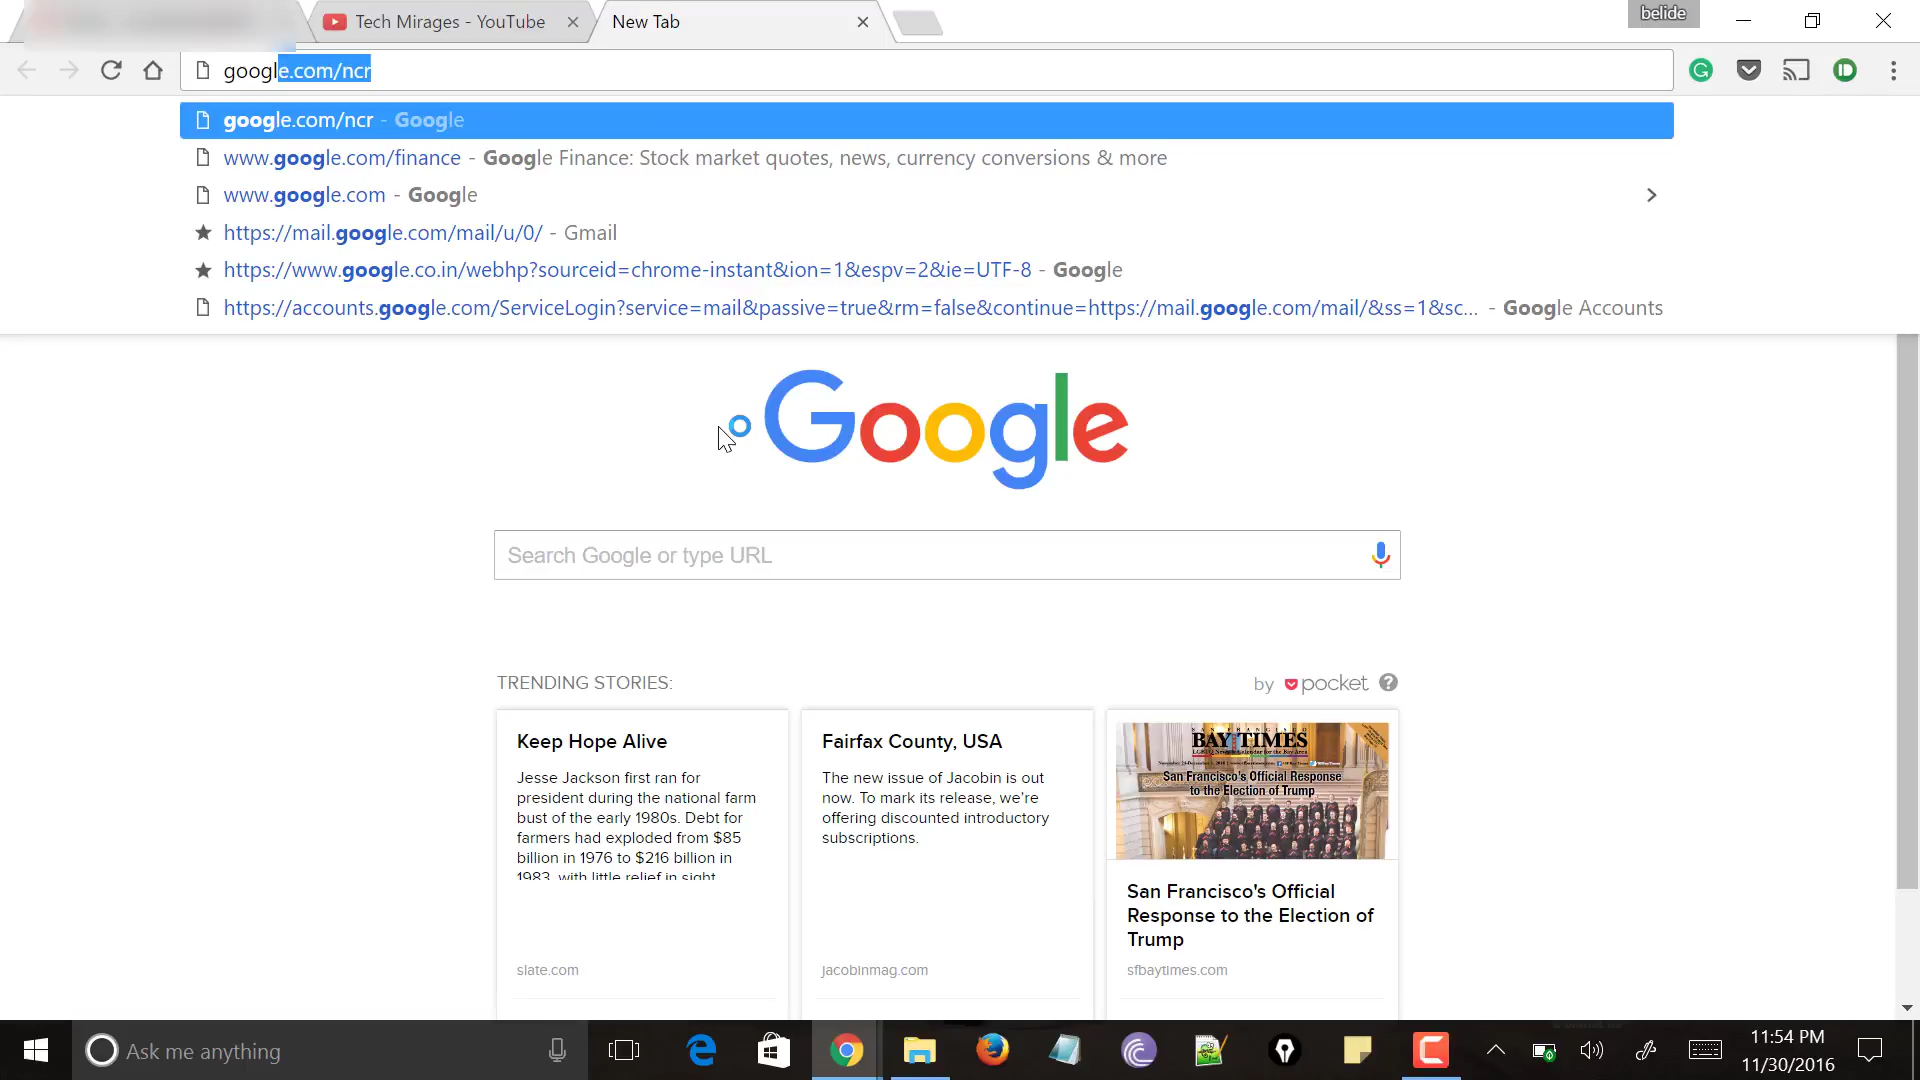 Tech Mirages - YouTube
New Tab
belide
google.com/ncr
google.com/ncr - Google
www.google.com/finance - Google Finance: Stock market quotes, news, currency conversions & more
www.google.com - Google
https://mail.google.com/mail/u/0/ - Gmail
https://www.google.co.in/webhp?sourceid=chrome-instant&ion=1&espv=2&ie=UTF-8 - Google
https://accounts.google.com/ServiceLogin?service=mail&passive=true&rm=false&continue=https://mail.google.com/mail/&ss=1&sc... - Google Accounts
Google
Search Google or type URL
TRENDING STORIES:
by pocket ?
Keep Hope Alive
Jesse Jackson first ran for
president during the national farm
bust of the early 1980s. Debt for
farmers had exploded from $85
billion in 1976 to $216 billion in
1983, with little relief in sight.
slate.com
Fairfax County, USA
The new issue of Jacobin is out
now. To mark its release, we're
offering discounted introductory
subscriptions.
jacobinmag.com
SAN FRANCISCO
BAY TIMES
San Francisco's Official Response
to the Election of Trump
San Francisco's Official
Response to the Election of
Trump
sfbaytimes.com
Ask me anything
11:54 PM
11/30/2016